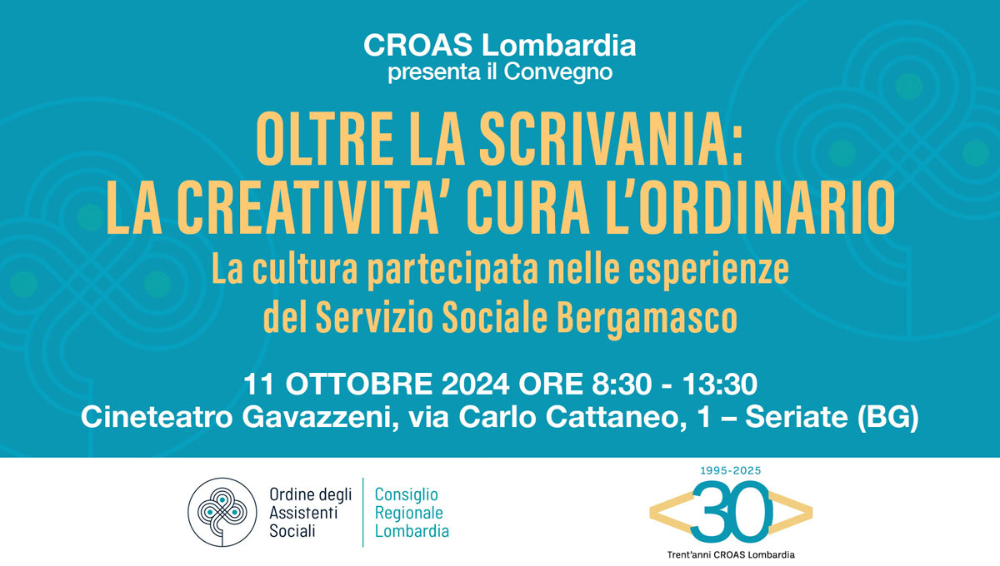 CROAS Lombardia
presenta il Convegno
OLTRE LA SCRIVANIA:
LA CREATIVITA’ CURA L’ORDINARIO
La cultura partecipata nelle esperienze
del Servizio Sociale Bergamasco
11 OTTOBRE 2024 ORE 8:30 - 13:30
Cineteatro Gavazzeni, via Carlo Cattaneo, 1 – Seriate (BG)
Ordine degli
Assistenti
Sociali
Consiglio
Regionale
Lombardia
1995-2025
<30>
Trent’anni CROAS Lombardia